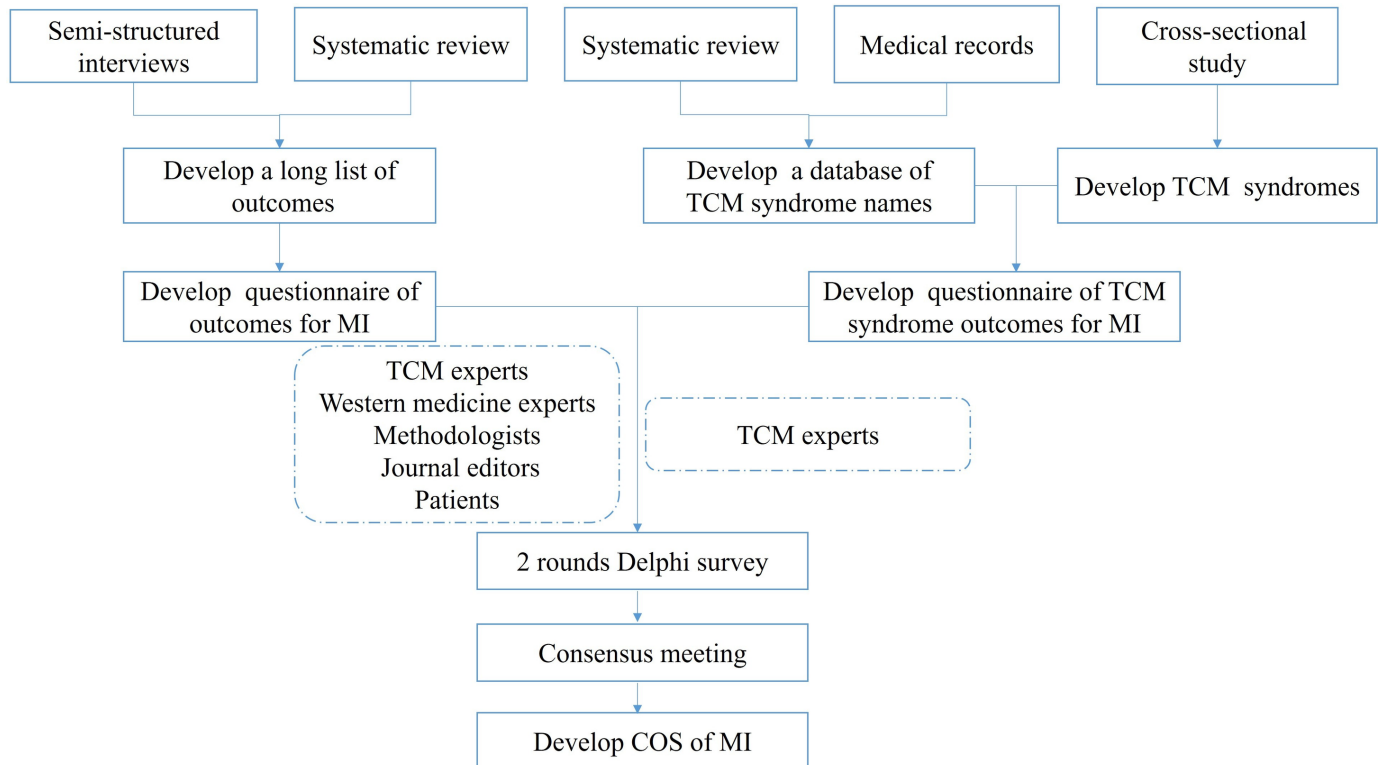 Semi-structured
interviews
Systematic review
Systematic review
Medical records
Cross-sectional
study
Develop a long list of
outcomes
Develop a database of
TCM syndrome names
Develop TCM syndromes
Develop questionnaire of
outcomes for MI
Develop questionnaire of TCM
syndrome outcomes for MI
TCM experts
Western medicine experts
Methodologists
Journal editors
Patients
TCM experts
2 rounds Delphi survey
Consensus meeting
Develop COS of MI